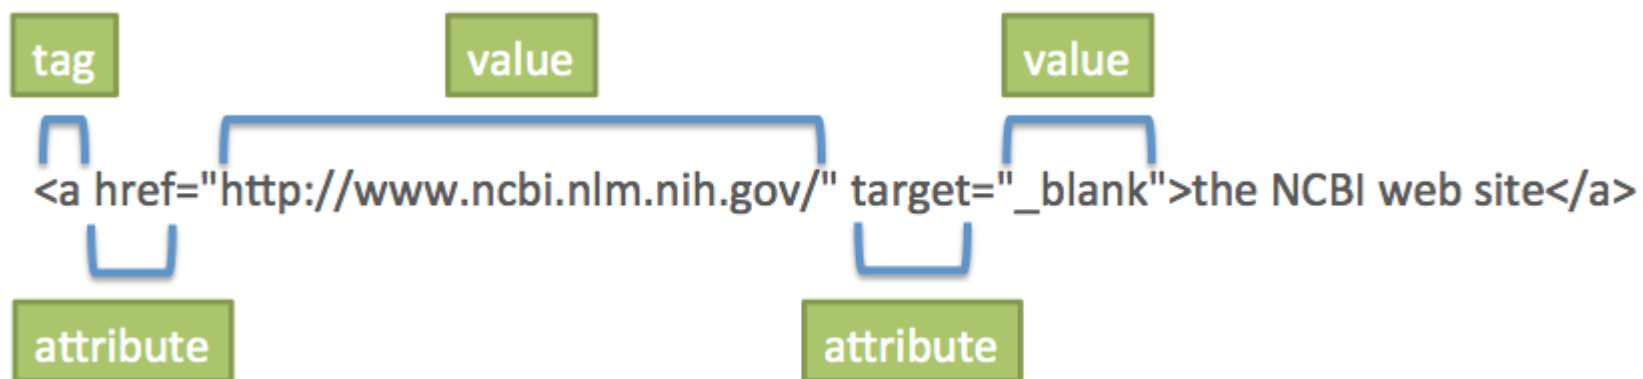 tag value value
<a href="http://www.ncbi.nlm.nih.gov/" target="_blank">the NCBI web site</a>
attribute attribute